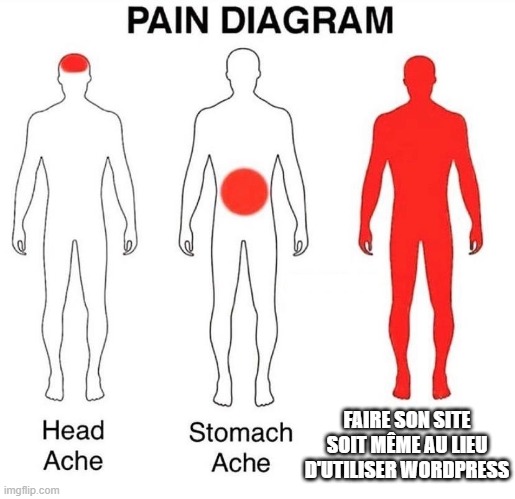 PAIN DIAGRAM
Head
Ache
Stomach
Ache
FAIRE SON SITE
SOIT MÊME AU LIEU
D'UTILISER WORDPRESS
imgflip.com